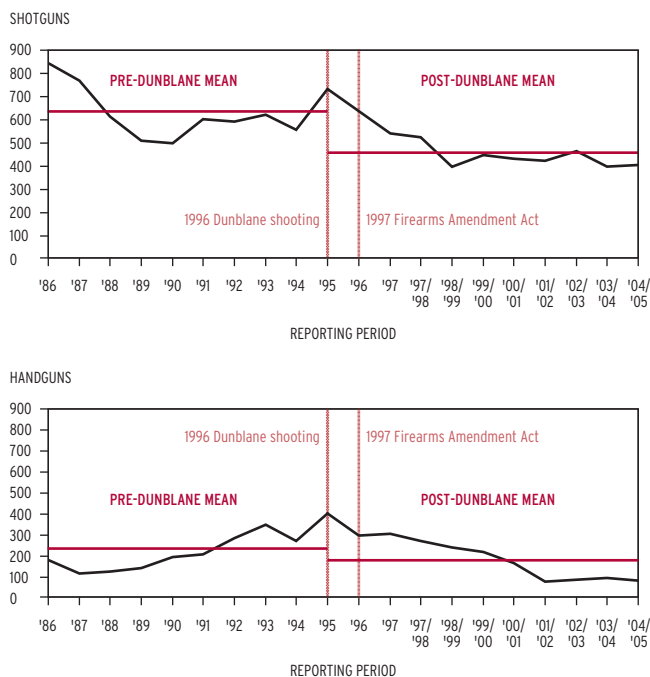 SHOTGUNS
900
800
700
600
500
400
300
200
100
0
PRE-DUNBLANE MEAN
POST-DUNBLANE MEAN
1996 Dunblane shooting
1997 Firearms Amendment Act
'86 '87 '88 '89 '90 '91 '92 '93 '94 '95 '96 '97 '97/ '98/ '99/ '00/ '01/ '02/ '03/ '04/
'98 '99 '00 '01 '02 '03 '04 '05
REPORTING PERIOD
HANDGUNS
900
800
700
600
500
400
300
200
100
0
1996 Dunblane shooting
1997 Firearms Amendment Act
PRE-DUNBLANE MEAN
POST-DUNBLANE MEAN
'86 '87 '88 '89 '90 '91 '92 '93 '94 '95 '96 '97 '97/ '98/ '99/ '00/ '01/ '02/ '03/ '04/
'98 '99 '00 '01 '02 '03 '04 '05
REPORTING PERIOD